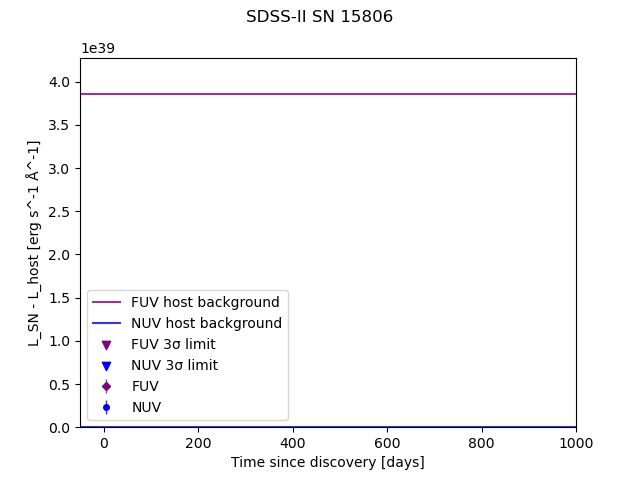 SDSS-II SN 15806
1e39
4.0
3.5
3.0
2.5
2.0
1.5
1.0
0.5
0.0
L_SN - L_host [erg s^-1 Å^-1]
FUV host background
NUV host background
FUV 3σ limit
NUV 3σ limit
FUV
NUV
0 200 400 600 800 1000
Time since discovery [days]